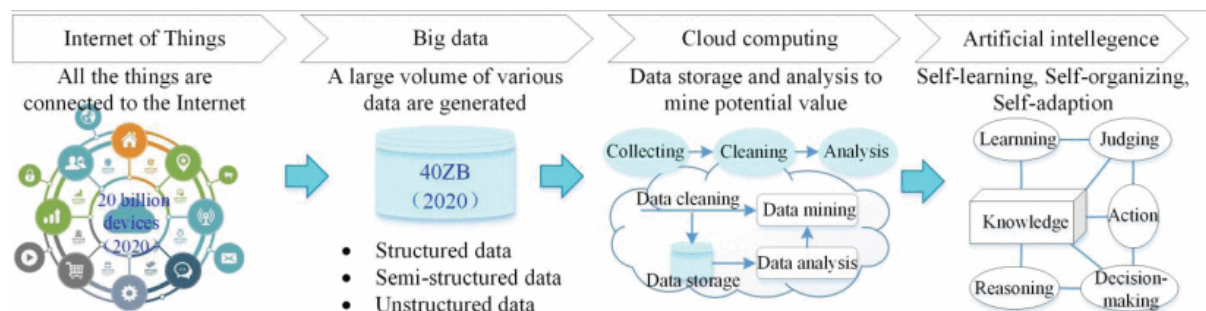 Internet of Things
Big data
Cloud computing
Artificial intellegence
All the things are
connected to the Internet
A large volume of various
data are generated
Data storage and analysis to
mine potential value
Self-learning, Self-organizing,
Self-adaption
20 billion
devices
(2020)
40ZB
(2020)
• Structured data
• Semi-structured data
• Unstructured data
Collecting
Cleaning
Analysis
Data cleaning
Data mining
Data storage
Data analysis
Learnning
Judging
Knowledge
Action
Reasoning
Decision-
making